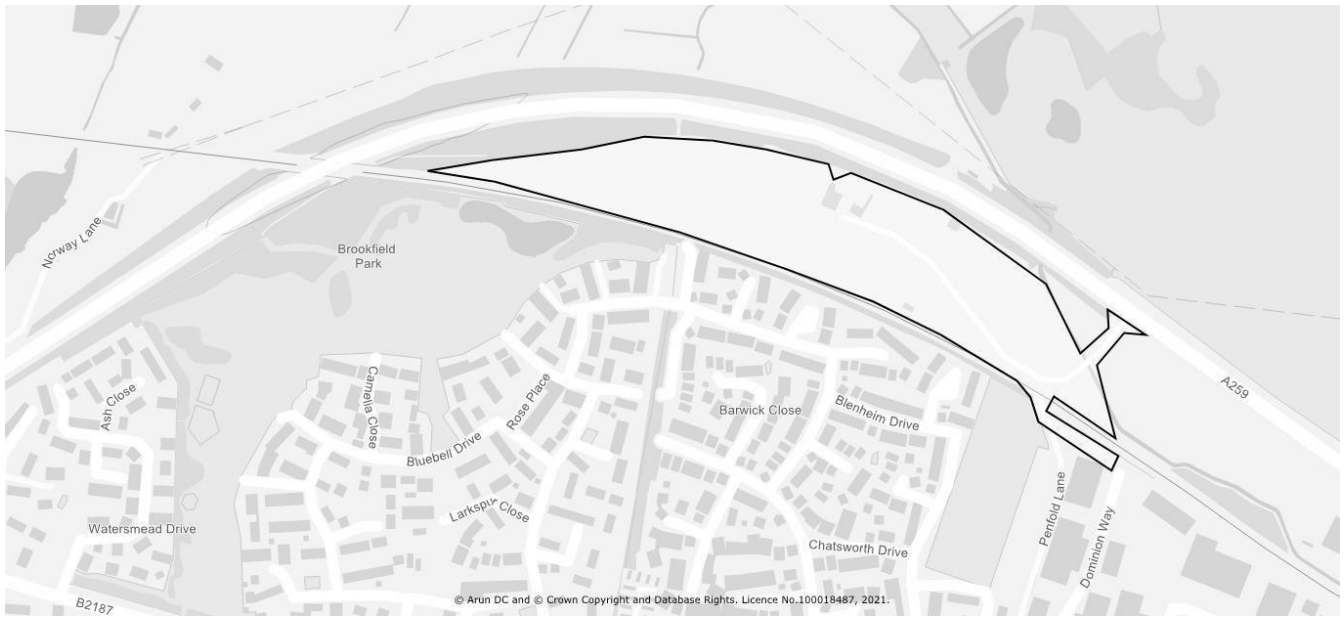 Norway Lane
Brookfield
Park
Ash Close
Camelia Close
Rose Place
Bluebell Drive
Larkspur Close
Watersmead Drive
B2187
Barwick Close
Blenheim Drive
Chatsworth Drive
Penfold Lane
Dominion Way
A259
© Arun DC and © Crown Copyright and Database Rights. Licence No.100018487, 2021.